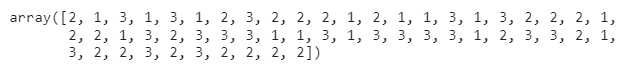 array([2, 1, 3, 1, 3, 1, 2, 3, 2, 2, 2, 1, 2, 1, 1, 3, 1, 3, 2, 2, 2, 1,
2, 2, 1, 3, 2, 3, 3, 3, 1, 1, 3, 1, 3, 3, 3, 3, 1, 2, 3, 3, 2, 1,
3, 2, 2, 3, 2, 3, 2, 2, 2, 2])